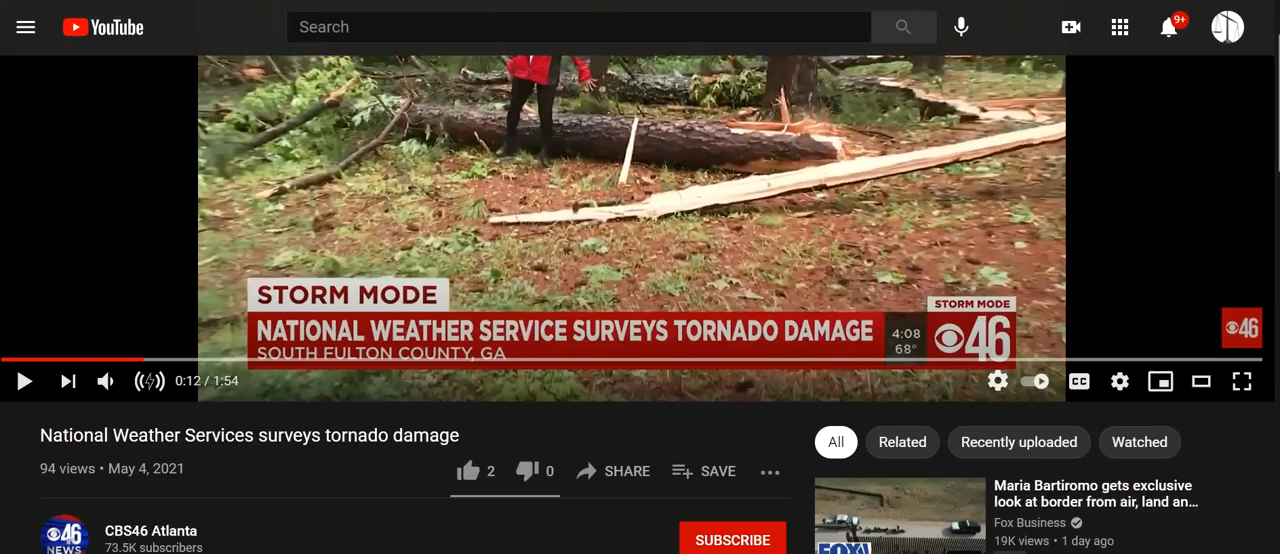 YouTube
Search
9+
STORM MODE
NATIONAL WEATHER SERVICE SURVEYS TORNADO DAMAGE
SOUTH FULTON COUNTY, GA
4:08
68°
STORM MODE
46
46
0:12 / 1:54
CC
National Weather Services surveys tornado damage
94 views • May 4, 2021
2
0
SHARE
SAVE
All
Related
Recently uploaded
Watched
46
NEWS
CBS46 Atlanta
73.5K subscribers
SUBSCRIBE
FOX
Maria Bartiromo gets exclusive
look at border from air, land an...
Fox Business
19K views • 1 day ago